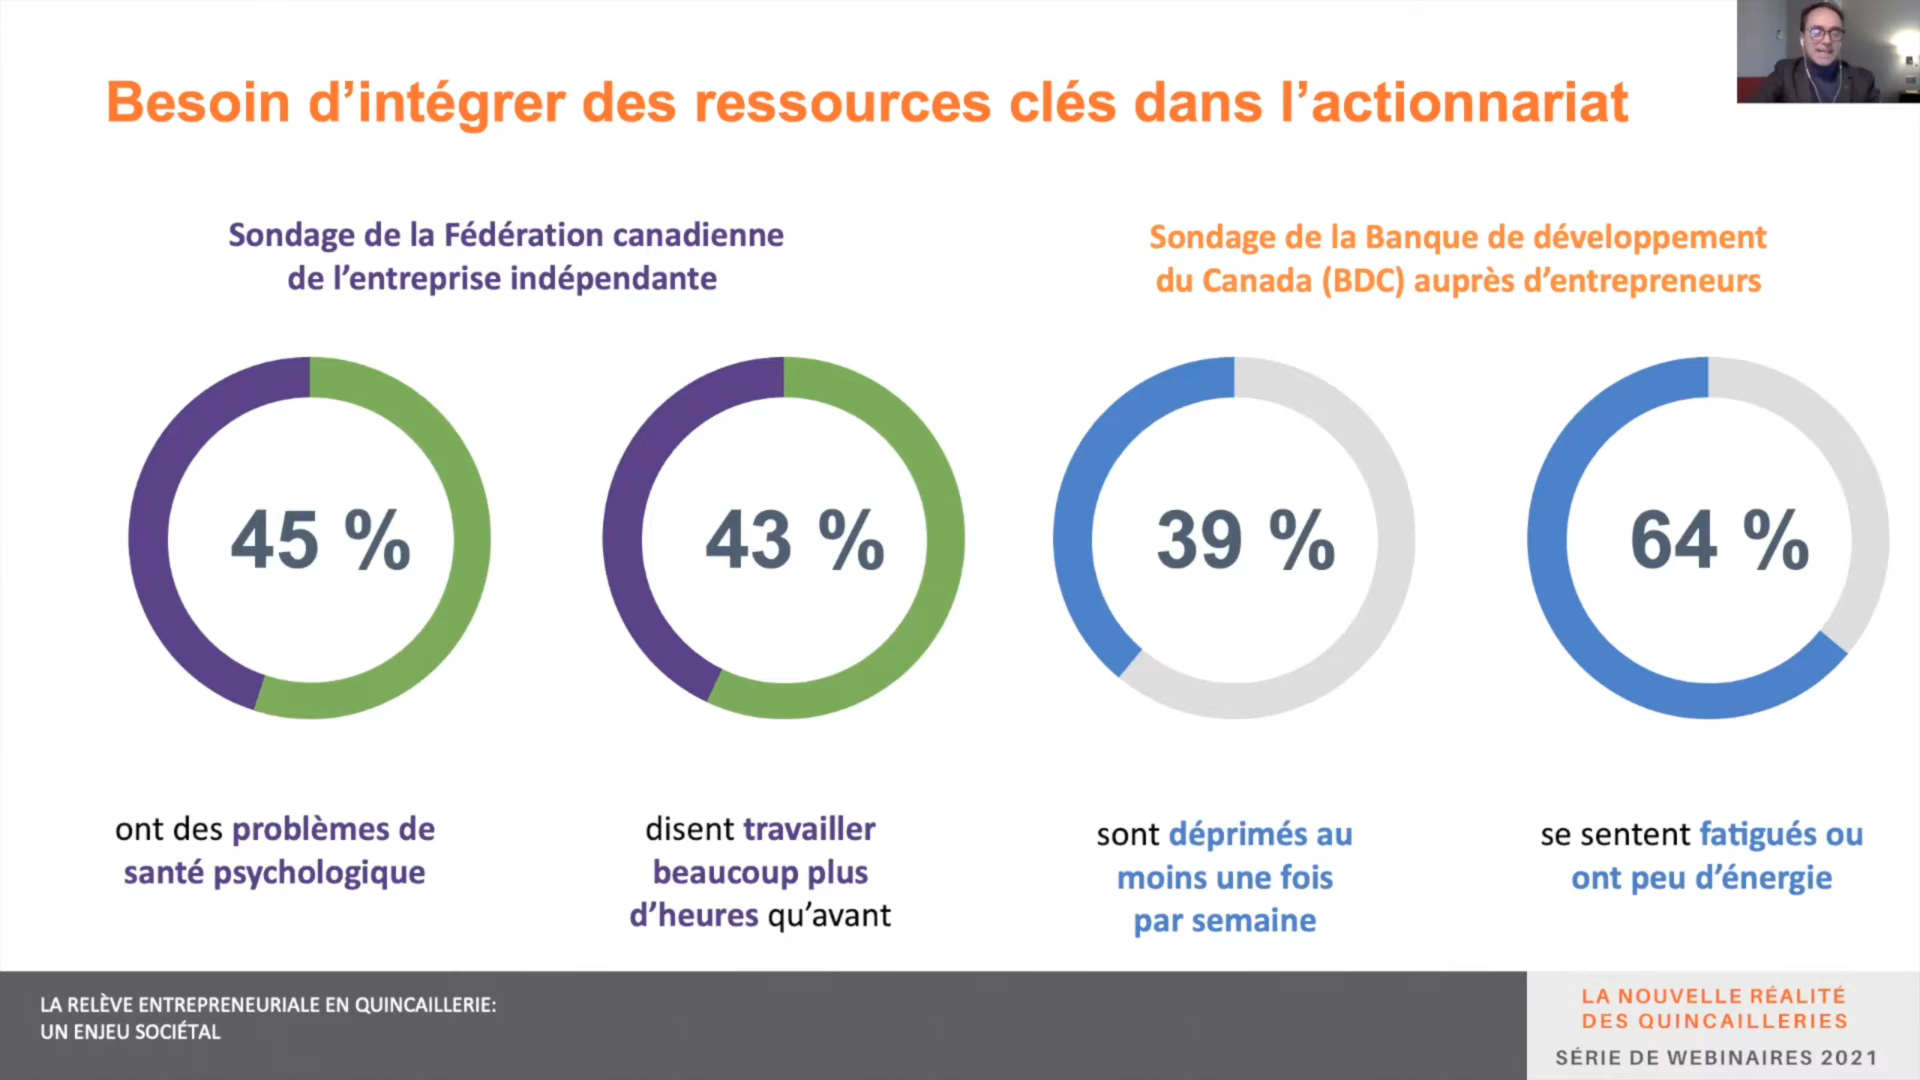 Besoin d’intégrer des ressources clés dans l’actionnariat
Sondage de la Fédération canadienne
de l’entreprise indépendante
Sondage de la Banque de développement
du Canada (BDC) auprès d’entrepreneurs
45 %
43 %
39 %
64 %
ont des problèmes de
santé psychologique
disent travailler
beaucoup plus
d’heures qu’avant
sont déprimés au
moins une fois
par semaine
se sentent fatigués ou
ont peu d’énergie
LA RELÈVE ENTREPRENEURIALE EN QUINCAILLERIE:
UN ENJEU SOCIÉTAL
LA NOUVELLE RÉALITÉ
DES QUINCAILLERIES
SÉRIE DE WEBINAIRES 2021